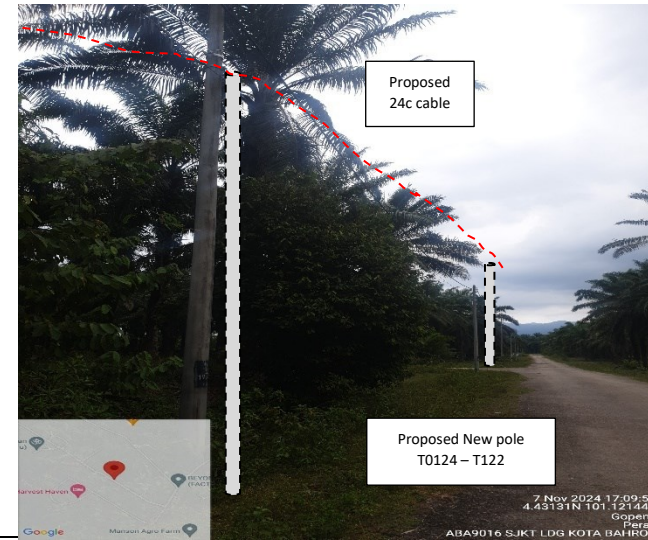 Proposed
24c cable
Proposed New pole
T0124 – T122
Harvest Haven
Manson Agro Farm
Google
7 Nov 2024 17:09:5
4.43131N 101.12144
Gopen
Pera
ABA9016 SJKT LDG KOTA BAHRO